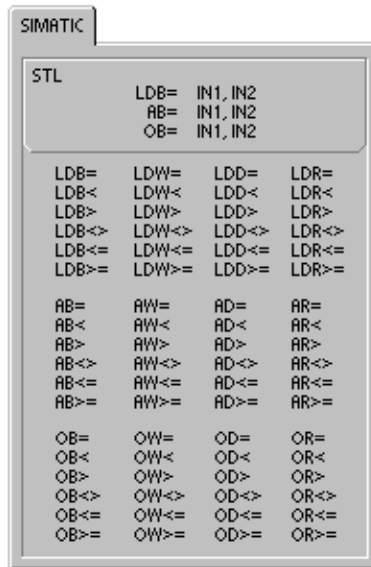 SIMATIC
STL
LDB= IN1, IN2
AB= IN1, IN2
OB= IN1, IN2
LDB= LDW= LDD= LDR=
LDB< LDW< LDD< LDR<
LDB> LDW> LDD> LDR>
LDB<> LDW<> LDD<> LDR<>
LDB<= LDW<= LDD<= LDR<=
LDB>= LDW>= LDD>= LDR>=
AB= AW= AD= AR=
AB< AW< AD< AR<
AB> AW> AD> AR>
AB<> AW<> AD<> AR<>
AB<= AW<= AD<= AR<=
AB>= AW>= AD>= AR>=
OB= OW= OD= OR=
OB< OW< OD< OR<
OB> OW> OD> OR>
OB<> OW<> OD<> OR<>
OB<= OW<= OD<= OR<=
OB>= OW>= OD>= OR>=